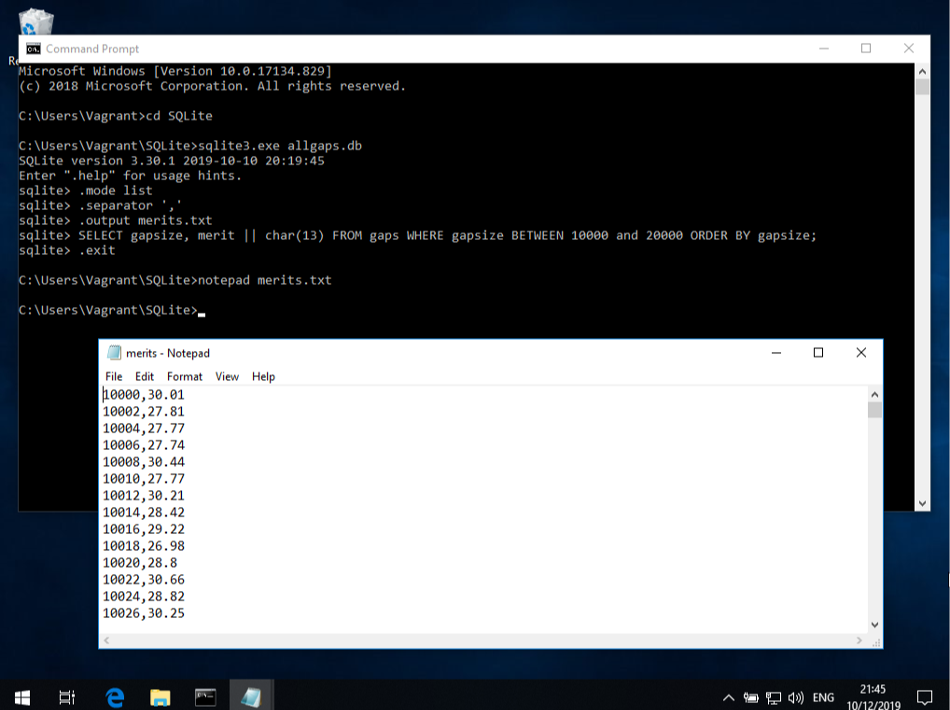 Re
Command Prompt
Microsoft Windows [Version 10.0.17134.829]
(c) 2018 Microsoft Corporation. All rights reserved.
C:\Users\Vagrant>cd SQLite
C:\Users\Vagrant\SQLite>sqlite3.exe allgaps.db
SQLite version 3.30.1 2019-10-10 20:19:45
Enter ".help" for usage hints.
sqlite> .mode list
sqlite> .separator ','
sqlite> .output merits.txt
sqlite> SELECT gapsize, merit || char(13) FROM gaps WHERE gapsize BETWEEN 10000 and 20000 ORDER BY gapsize;
sqlite> .exit
C:\Users\Vagrant\SQLite>notepad merits.txt
C:\Users\Vagrant\SQLite>
merits - Notepad
File Edit Format View Help
10000,30.01
10002,27.81
10004,27.77
10006,27.74
10008,30.44
10010,27.77
10012,30.21
10014,28.42
10016,29.22
10018,26.98
10020,28.8
10022,30.66
10024,28.82
10026,30.25
ENG
21:45
10/12/2019